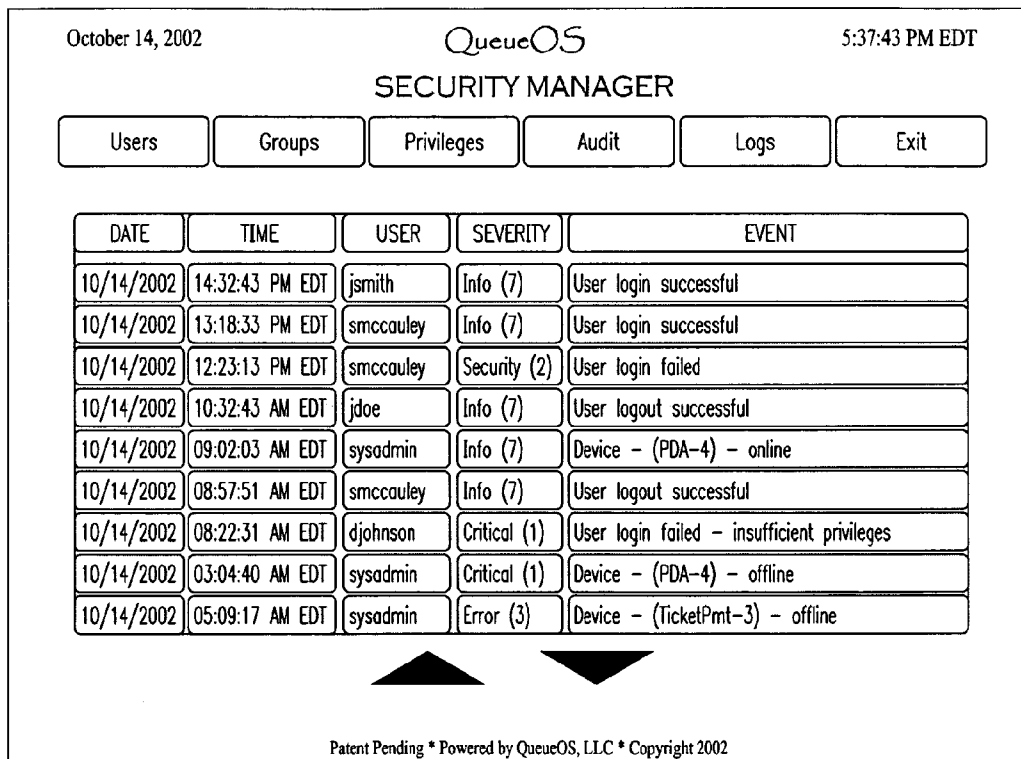 October 14, 2002 QueueOS 5:37:43 PM EDT
SECURITY MANAGER
Users Groups Privileges Audit Logs Exit
DATE TIME USER SEVERITY EVENT
10/14/2002 14:32:43 PM EDT jsmith Info (7) User login successful
10/14/2002 13:18:33 PM EDT smccauley Info (7) User login successful
10/14/2002 12:23:13 PM EDT smccauley Security (2) User login failed
10/14/2002 10:32:43 AM EDT jdoe Info (7) User logout successful
10/14/2002 09:02:03 AM EDT sysadmin Info (7) Device – (PDA–4) – online
10/14/2002 08:57:51 AM EDT smccauley Info (7) User logout successful
10/14/2002 08:22:31 AM EDT djohnson Critical (1) User login failed – insufficient privileges
10/14/2002 03:04:40 AM EDT sysadmin Critical (1) Device – (PDA–4) – offline
10/14/2002 05:09:17 AM EDT sysadmin Error (3) Device – (TicketPmt–3) – offline
Patent Pending * Powered by QueueOS, LLC * Copyright 2002